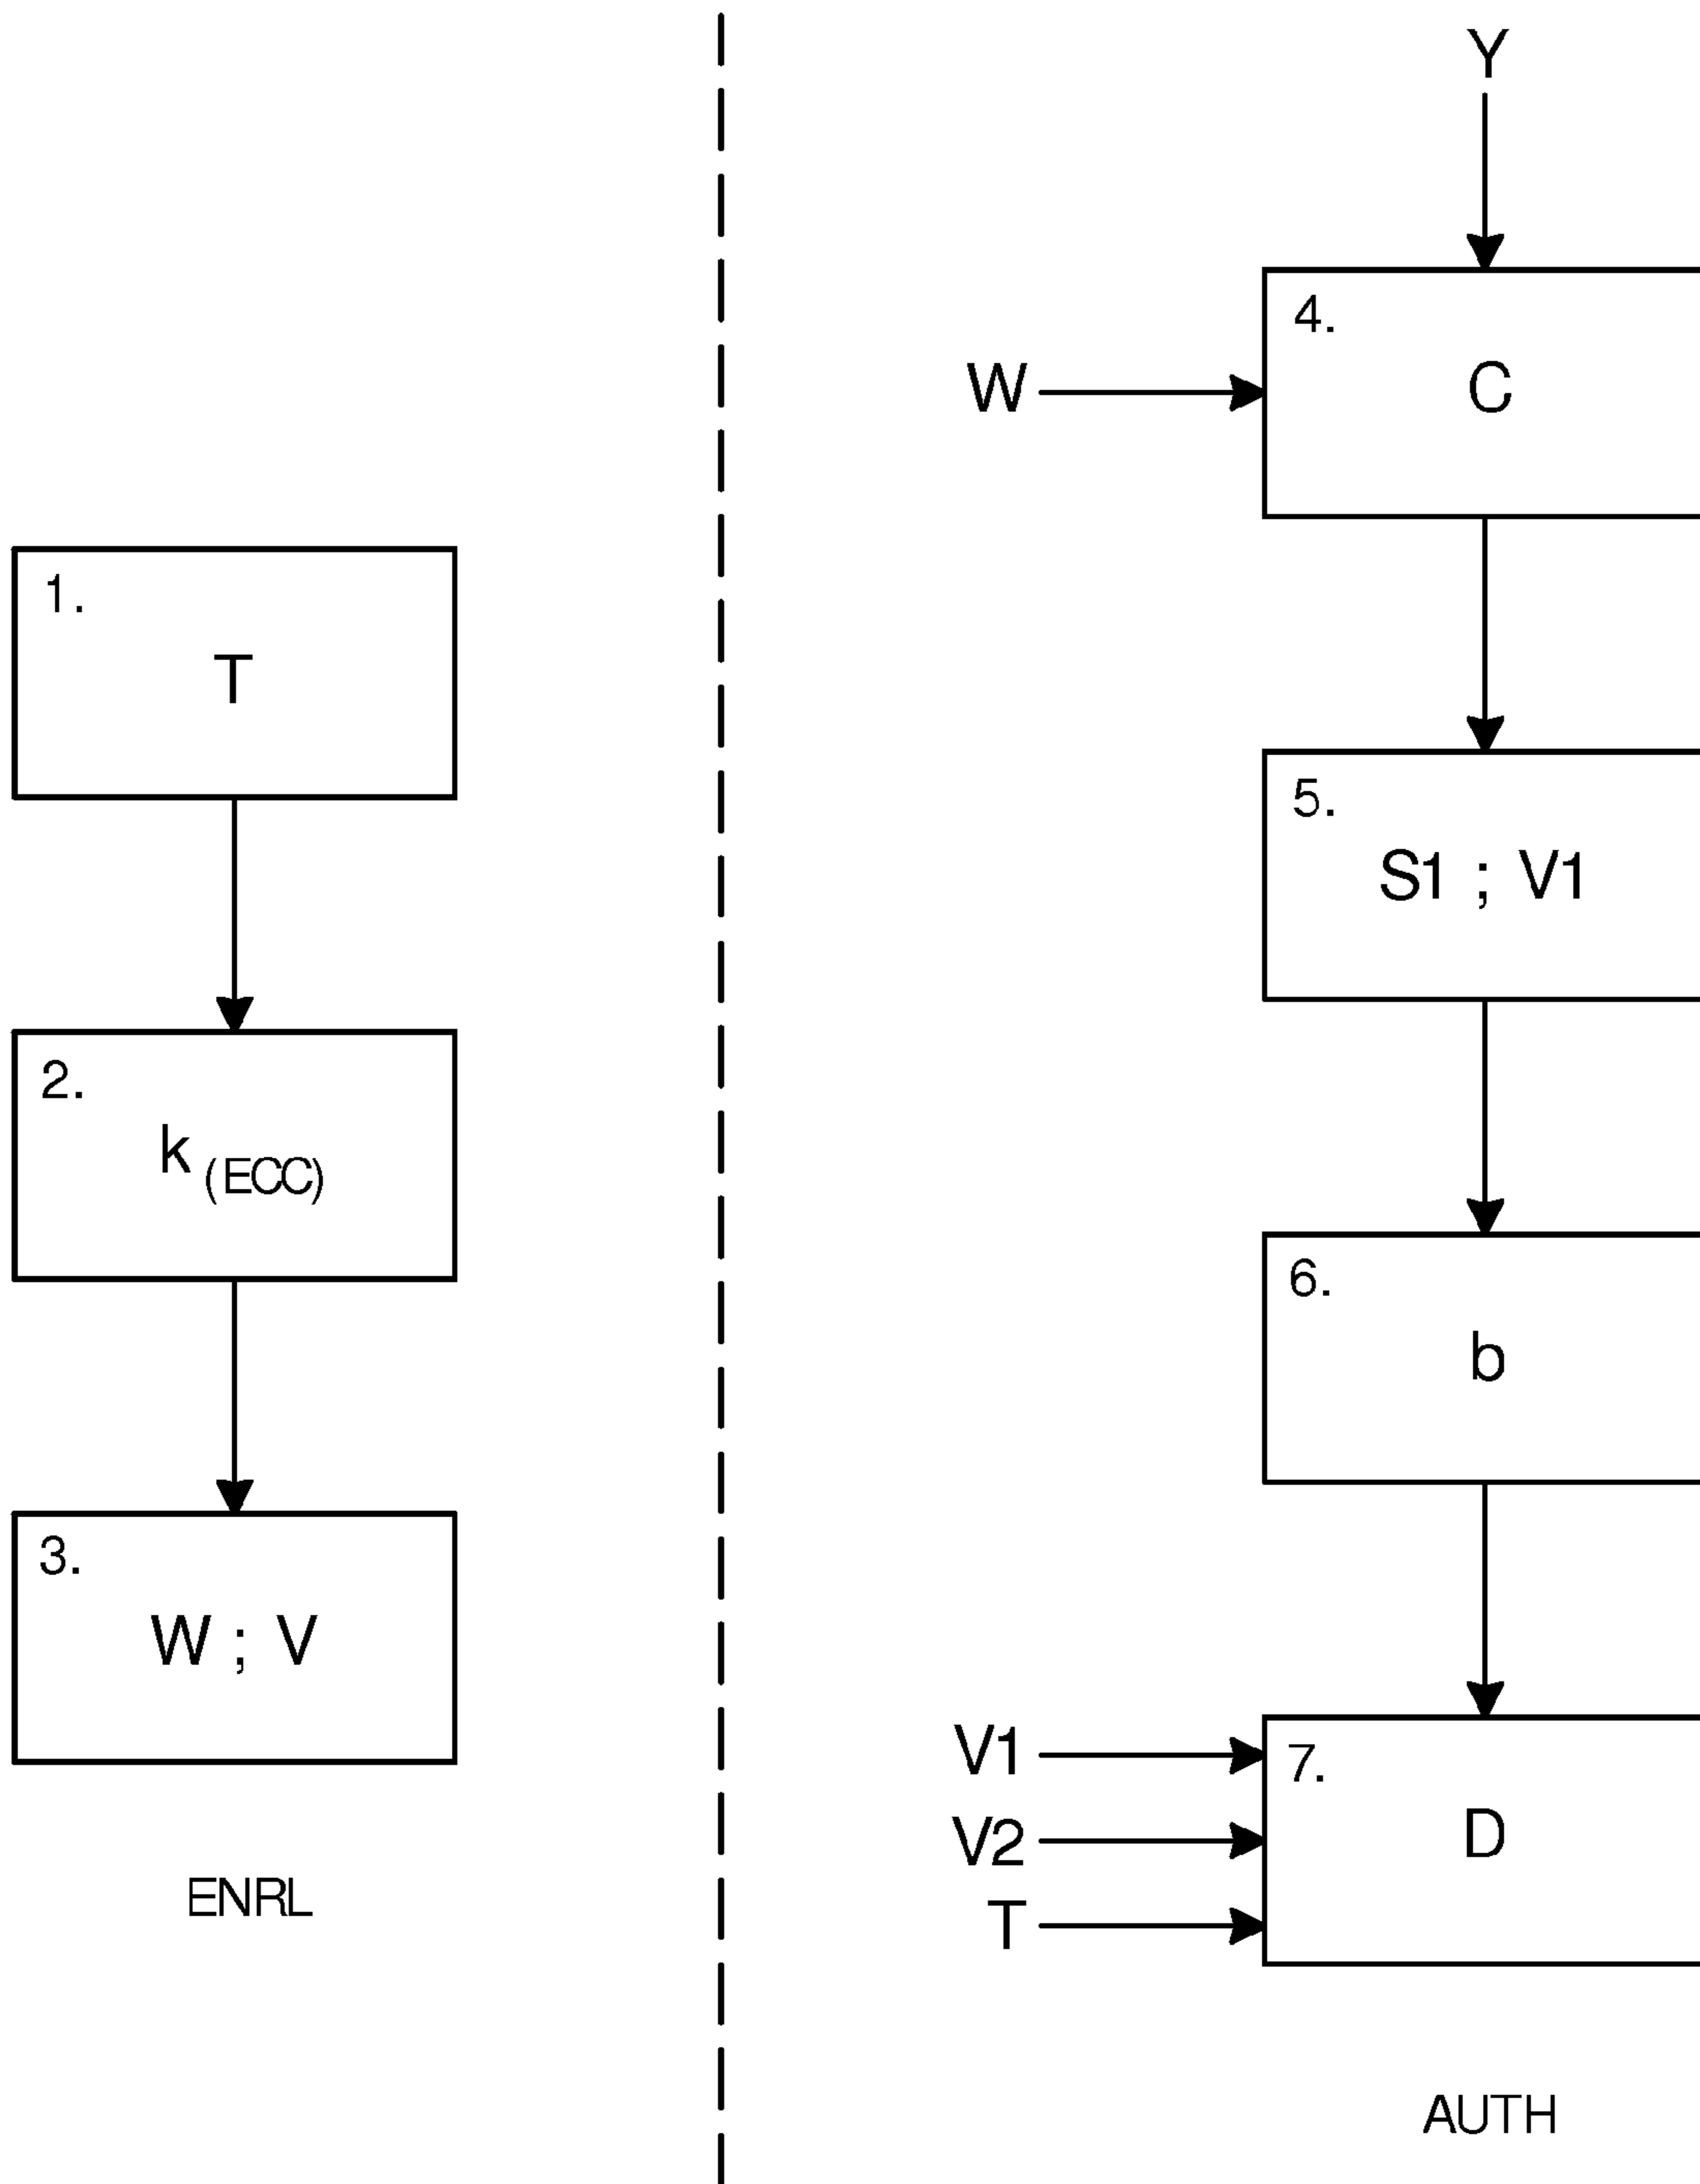 1.
T
2.
k (ECC)
3.
W ; V
ENRL
Y
4.
W
C
5.
S1 ; V1
6.
b
7.
V1
V2
D
T
AUTH